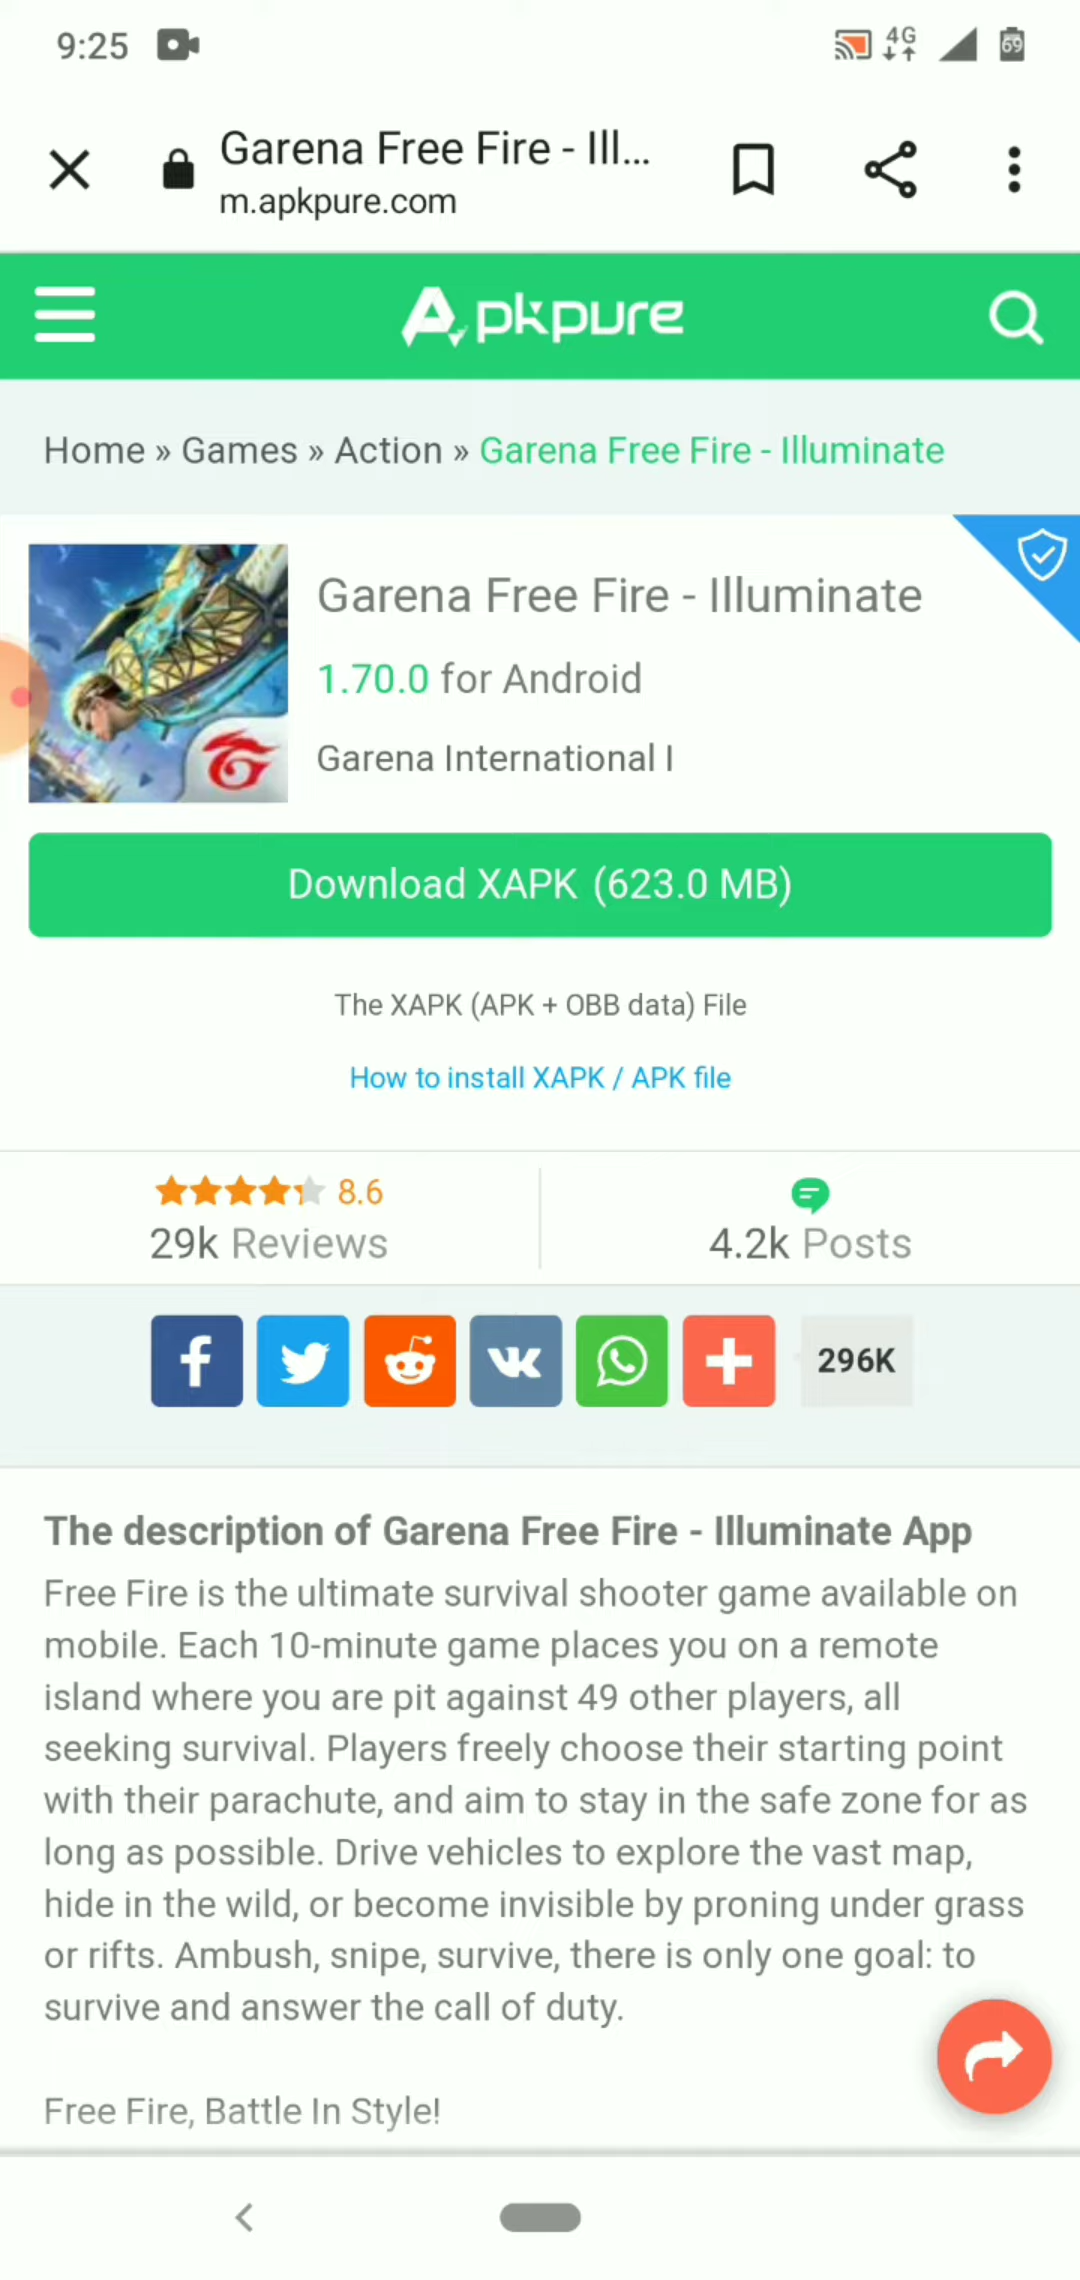 9:25
4G
69
Garena Free Fire - Ill...
m.apkpure.com
Apkpure
Home » Games » Action » Garena Free Fire - Illuminate
Garena Free Fire - Illuminate
1.70.0 for Android
Garena International I
Download XAPK (623.0 MB)
The XAPK (APK + OBB data) File
How to install XAPK / APK file
8.6
29k Reviews
4.2k Posts
296K
The description of Garena Free Fire - Illuminate App
Free Fire is the ultimate survival shooter game available on
mobile. Each 10-minute game places you on a remote
island where you are pit against 49 other players, all
seeking survival. Players freely choose their starting point
with their parachute, and aim to stay in the safe zone for as
long as possible. Drive vehicles to explore the vast map,
hide in the wild, or become invisible by proning under grass
or rifts. Ambush, snipe, survive, there is only one goal: to
survive and answer the call of duty.
Free Fire, Battle In Style!